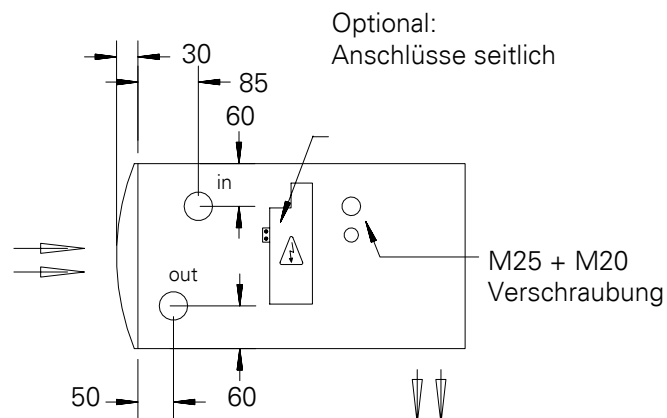 Optional:
Anschlüsse seitlich
30
85
60
in
out
M25 + M20
Verschraubung
50
60